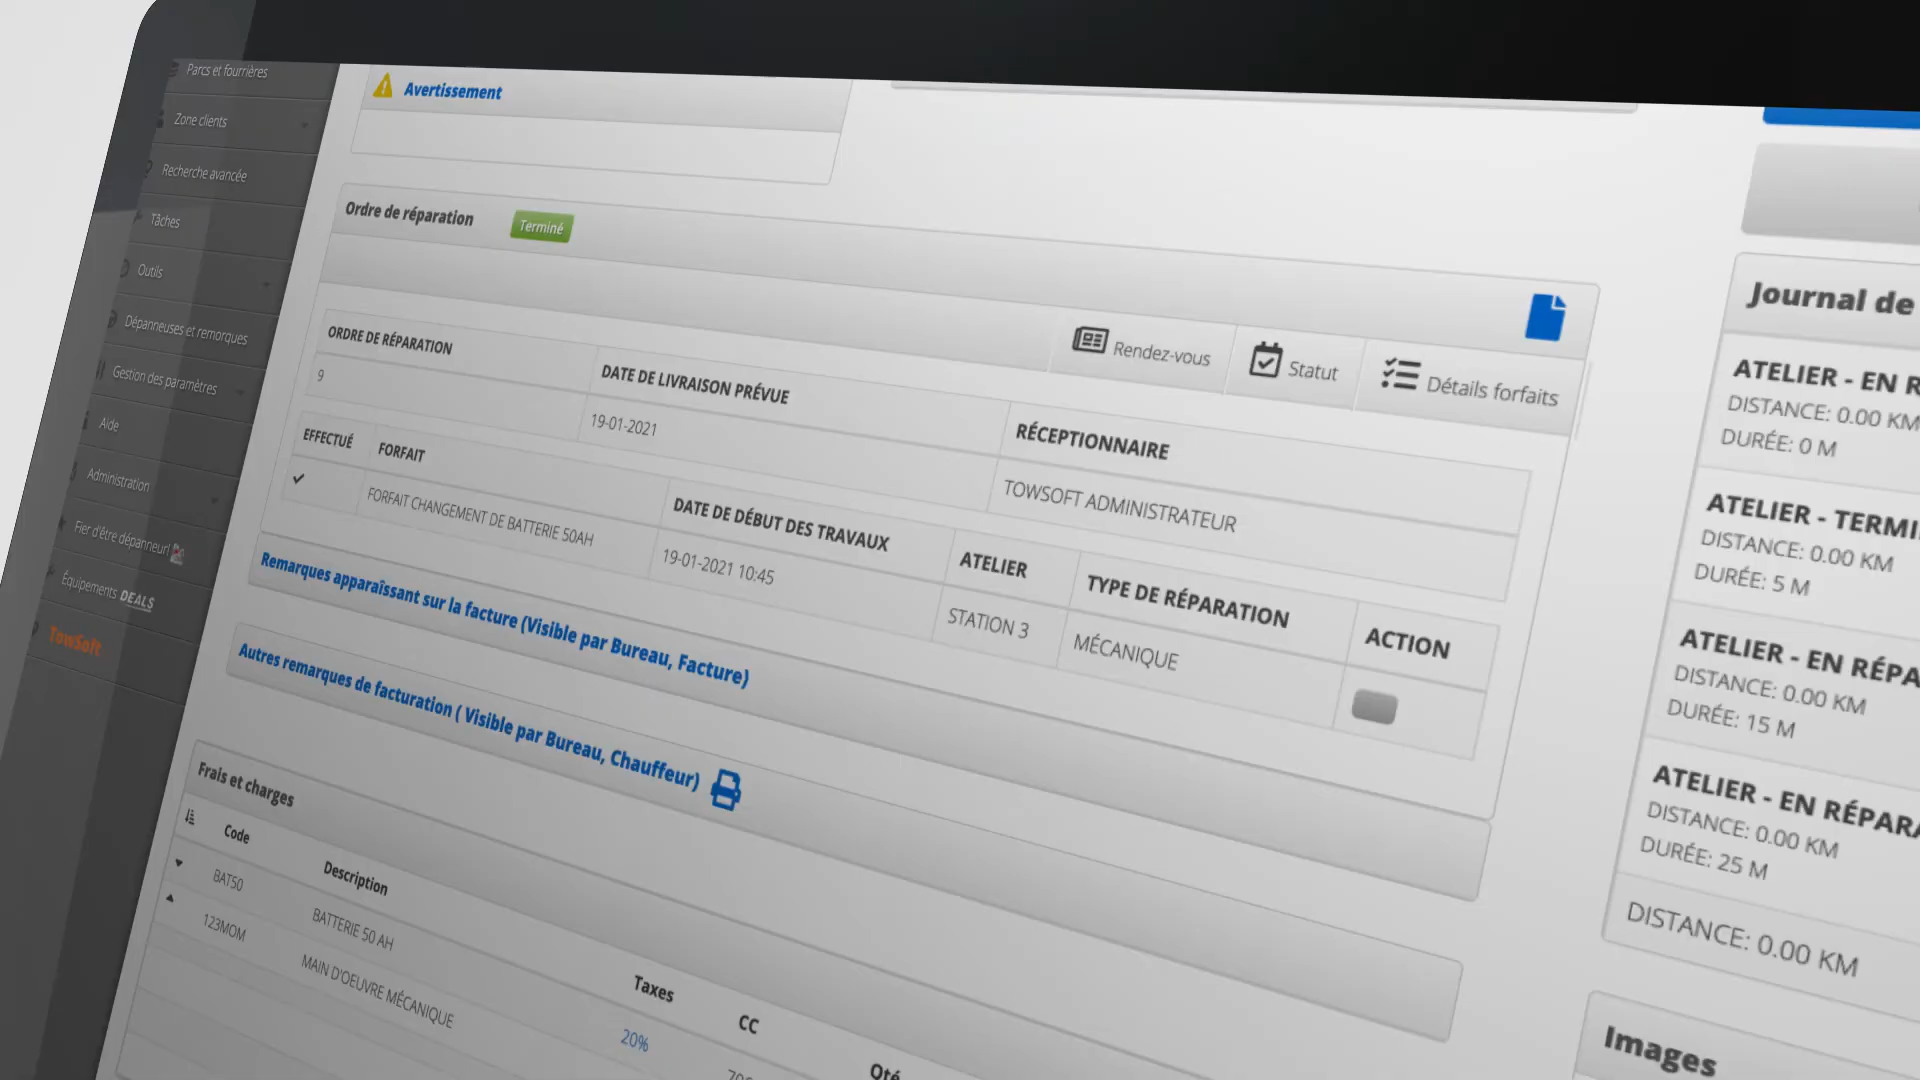 Parcs et fourrières
Zone clients
Recherche avancée
Tâches
Outils
Dépanneuses et remorques
Gestion des paramètres
Aide
Administration
Fier d'être dépanneur!
Équipements DEALS
TowSoft
Avertissement
Ordre de réparation
Terminé
Rendez-vous
Statut
Détails forfaits
ORDRE DE RÉPARATION
DATE DE LIVRAISON PRÉVUE
RÉCEPTIONNAIRE
9
19-01-2021
TOWSOFT ADMINISTRATEUR
EFFECTUÉ
FORFAIT
DATE DE DÉBUT DES TRAVAUX
ATELIER
TYPE DE RÉPARATION
ACTION
FORFAIT CHANGEMENT DE BATTERIE 50AH
19-01-2021 10:45
STATION 3
MÉCANIQUE
Remarques apparaîssant sur la facture (Visible par Bureau, Facture)
Autres remarques de facturation ( Visible par Bureau, Chauffeur)
Frais et charges
Code
Description
Taxes
CC
Qté
BAT50
BATTERIE 50 AH
20%
123MOM
MAIN D'OEUVRE MÉCANIQUE
Journal de
ATELIER - EN R
DISTANCE: 0.00 KM
DURÉE: 0 M
ATELIER - TERMI
DISTANCE: 0.00 KM
DURÉE: 5 M
ATELIER - EN RÉPA
DISTANCE: 0.00 KM
DURÉE: 15 M
ATELIER - EN RÉPARA
DISTANCE: 0.00 KM
DURÉE: 25 M
DISTANCE: 0.00 KM
Images